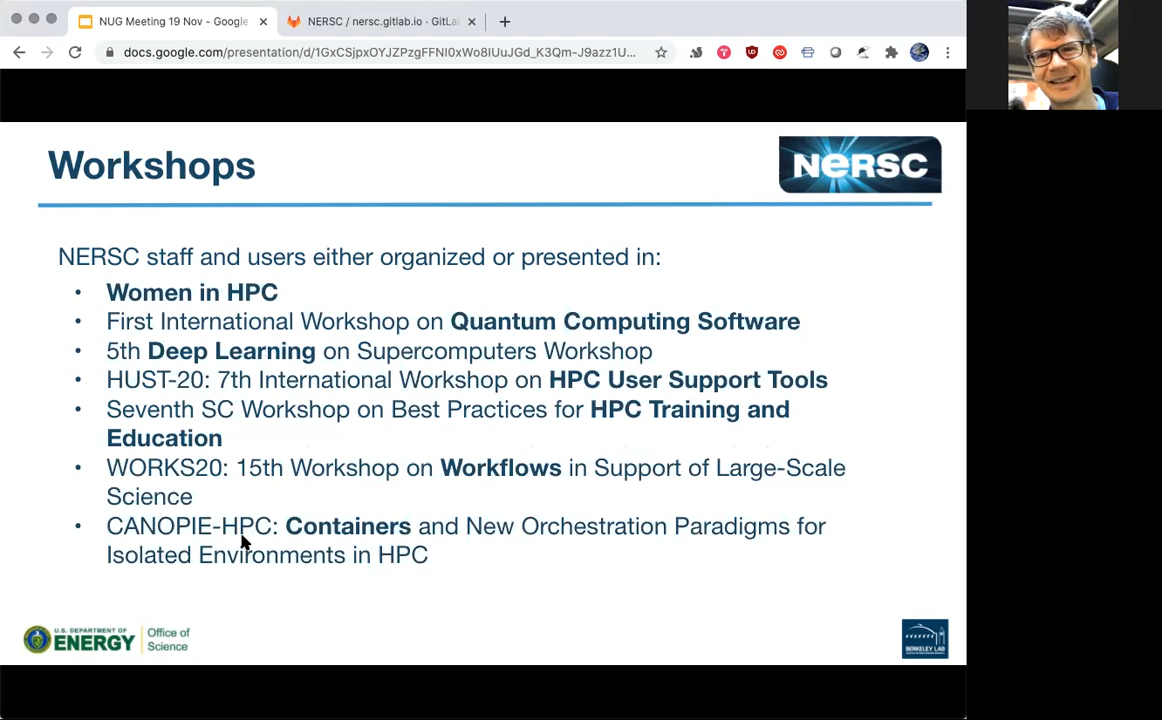 NUG Meeting 19 Nov - Google
NERSC / nersc.gitlab.io · GitLa
docs.google.com/presentation/d/1GxCSjpxOYJZPzgFFNI0xWo8IUuJGd_K3Qm-J9azz1U...
Workshops
NERSC
NERSC staff and users either organized or presented in:
• Women in HPC
• First International Workshop on Quantum Computing Software
• 5th Deep Learning on Supercomputers Workshop
• HUST-20: 7th International Workshop on HPC User Support Tools
• Seventh SC Workshop on Best Practices for HPC Training and
Education
• WORKS20: 15th Workshop on Workflows in Support of Large-Scale
Science
• CANOPIE-HPC: Containers and New Orchestration Paradigms for
Isolated Environments in HPC
U.S. DEPARTMENT OF
ENERGY
Office of
Science
BERKELEY LAB